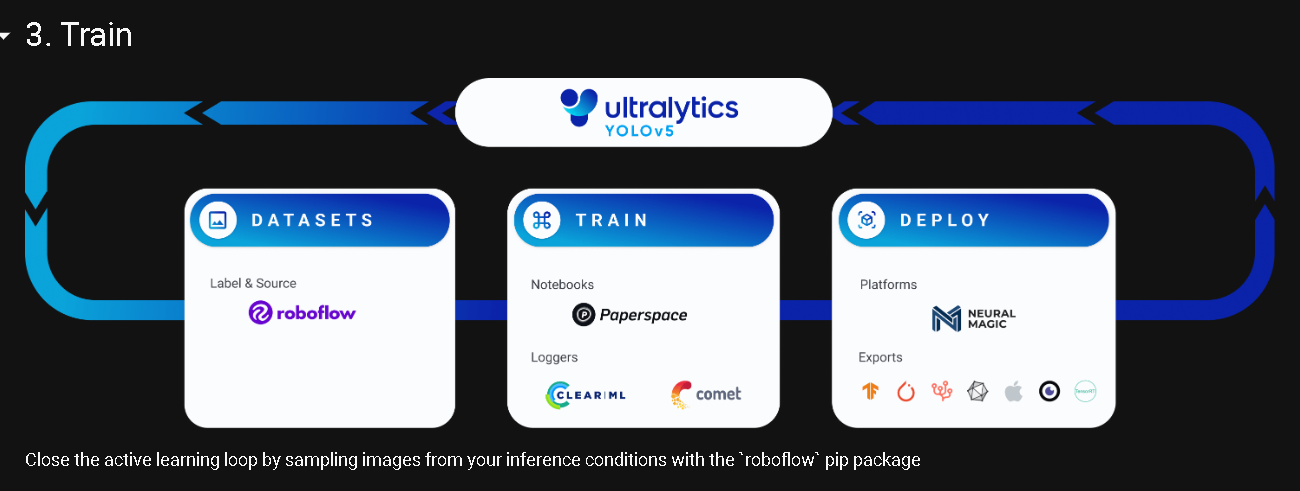 3. Train
ultralytics
YOLOv5
DATASETS
Label & Source
roboflow
TRAIN
Notebooks
Paperspace
Loggers
CLEAR|ML
comet
DEPLOY
Platforms
NEURAL
MAGIC
Exports
TensorRT
Close the active learning loop by sampling images from your inference conditions with the `roboflow` pip package